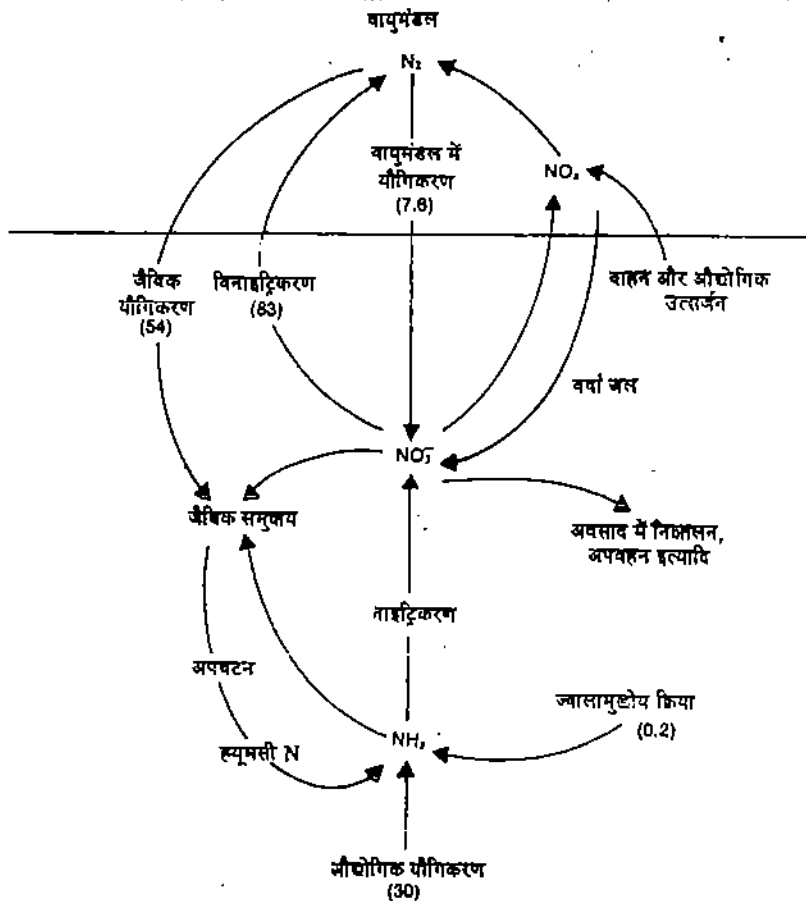 वायुमंडल
N₂
वायुमंडल में
यौगिकरण
(7.6)
NOₓ
जैविक
यौगिकरण
(54)
विनाइट्रिकरण
(83)
वाहन और औद्योगिक
उत्सर्जन
वर्षा जल
NO₃⁻
जैविक समुदाय
अवसाद में निक्षालन,
अपवहन इत्यादि
नाइट्रिकरण
अपघटन
ज्वालामुखीय क्रिया
(0.2)
NH₃
ह्यूमसी N
औद्योगिक यौगिकरण
(30)